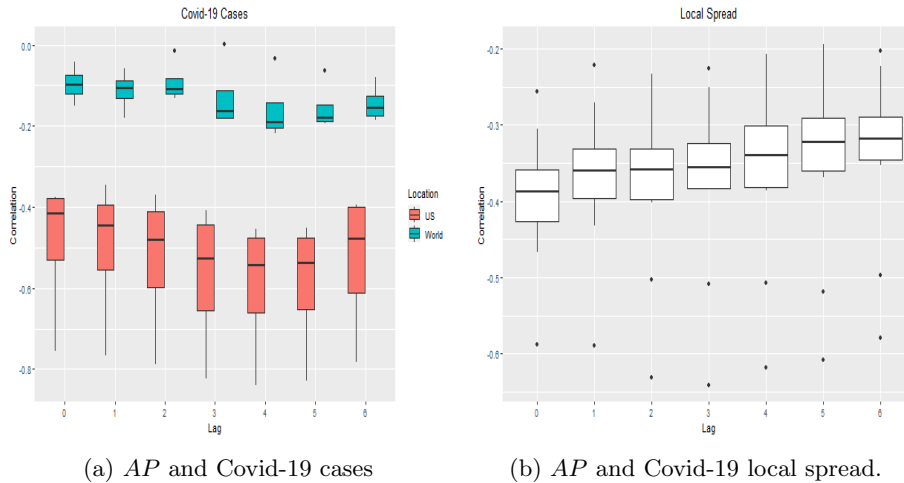 Covid-19 Cases
0.0
-0.2
-0.4
-0.6
-0.8
Correlation
0 1 2 3 4 5 6
Lag
Location
US
World
(a) AP and Covid-19 cases
Local Spread
-0.2
-0.3
-0.4
-0.5
-0.6
Correlation
0 1 2 3 4 5 6
Lag
(b) AP and Covid-19 local spread.